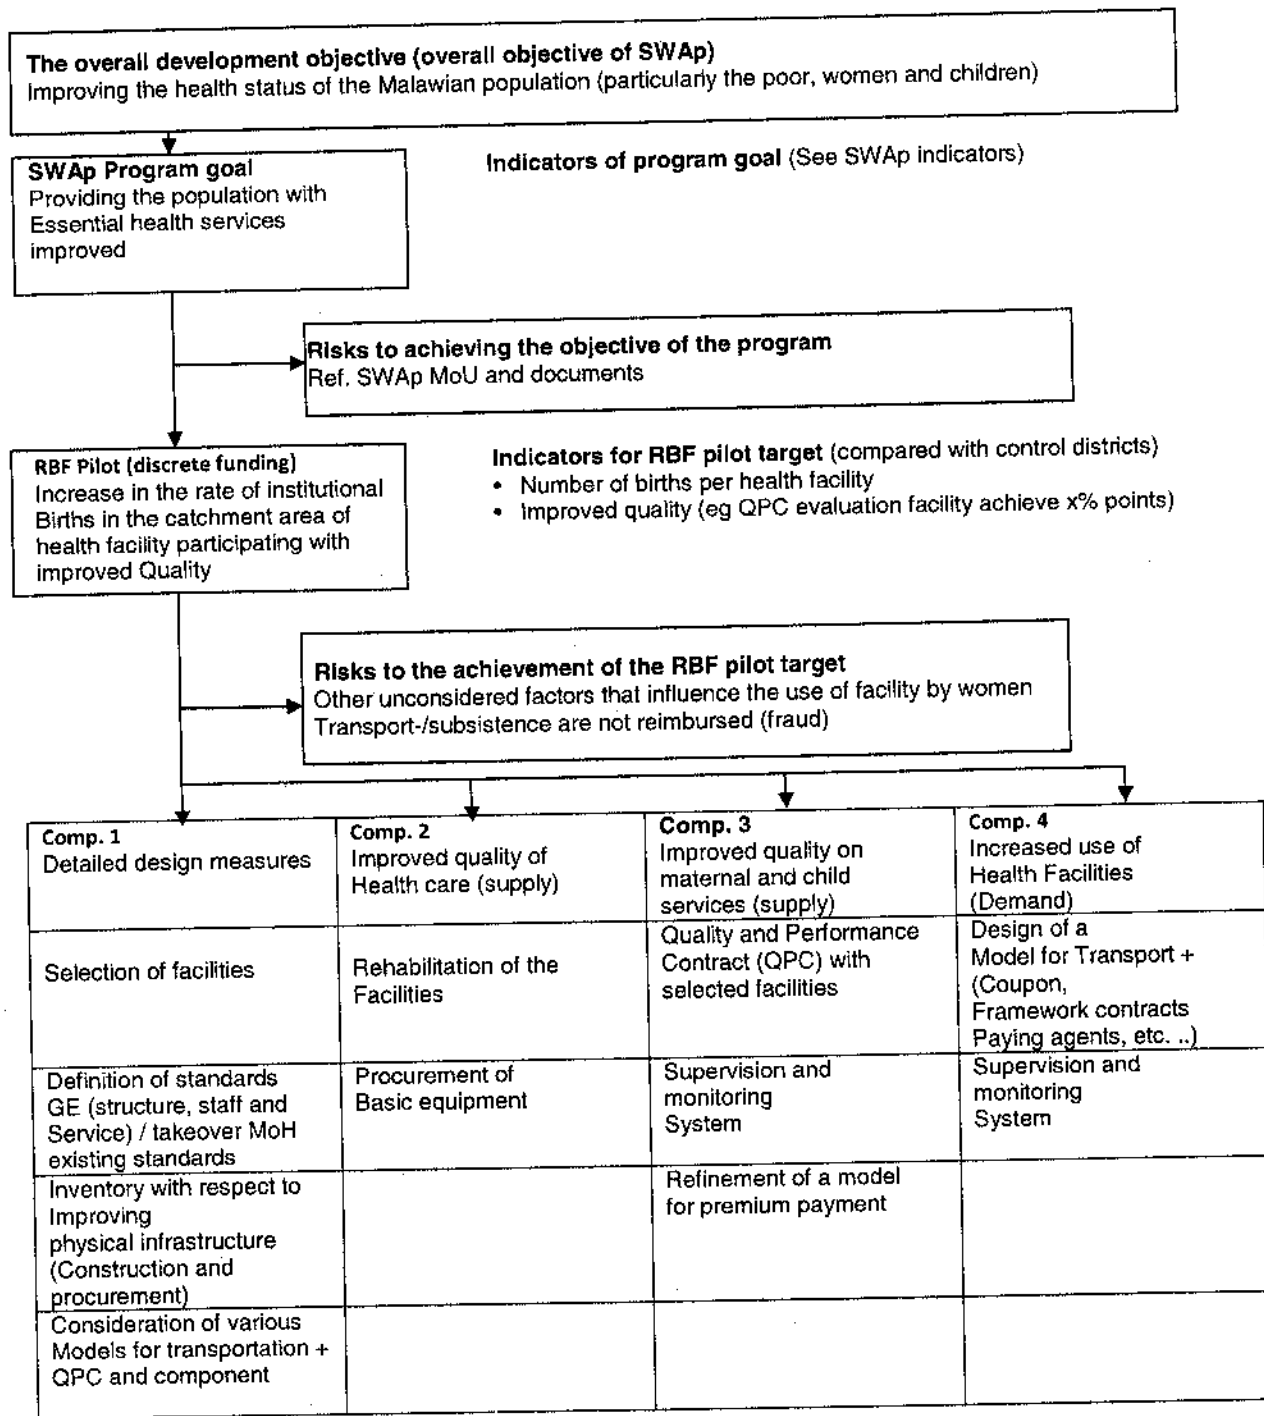 The overall development objective (overall objective of SWAp)
Improving the health status of the Malawian population (particularly the poor, women and children)
SWAp Program goal
Providing the population with
Essential health services
improved
Indicators of program goal (See SWAp indicators)
Risks to achieving the objective of the program
Ref. SWAp MoU and documents
RBF Pilot (discrete funding)
Increase in the rate of institutional
Births in the catchment area of
health facility participating with
improved Quality
Indicators for RBF pilot target (compared with control districts)
• Number of births per health facility
• Improved quality (eg QPC evaluation facility achieve x% points)
Risks to the achievement of the RBF pilot target
Other unconsidered factors that influence the use of facility by women
Transport-/subsistence are not reimbursed (fraud)
Comp. 1
Detailed design measures
Comp. 2
Improved quality of
Health care (supply)
Comp. 3
Improved quality on
maternal and child
services (supply)
Comp. 4
Increased use of
Health Facilities
(Demand)
Selection of facilities
Rehabilitation of the
Facilities
Quality and Performance
Contract (QPC) with
selected facilities
Design of a
Model for Transport +
(Coupon,
Framework contracts
Paying agents, etc. ..)
Definition of standards
GE (structure, staff and
Service) / takeover MoH
existing standards
Procurement of
Basic equipment
Supervision and
monitoring
System
Supervision and
monitoring
System
Inventory with respect to
Improving
physical infrastructure
(Construction and
procurement)
Refinement of a model
for premium payment
Consideration of various
Models for transportation +
QPC and component